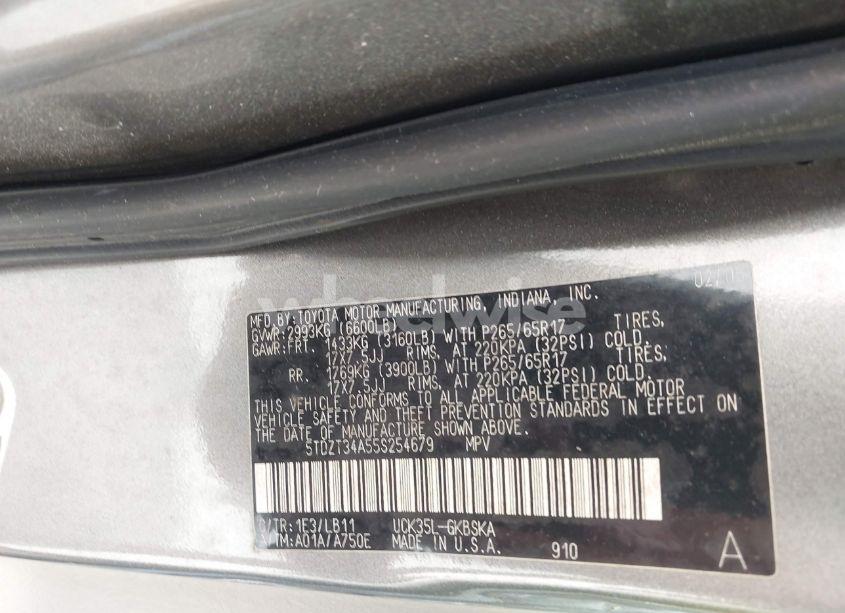 02/0
MFD.BY:TOYOTA MOTOR MANUFACTURING, INDIANA, INC.
GVWR:2993KG (6600LB)
GAWR:FRT. 1433KG (3160LB) WITH P265/65R17 TIRES,
17X7.5JJ RIMS, AT 220KPA (32PSI) COLD.
RR. 1769KG (3900LB) WITH P265/65R17 TIRES,
17X7.5JJ RIMS, AT 220KPA (32PSI) COLD.
THIS VEHICLE CONFORMS TO ALL APPLICABLE FEDERAL MOTOR
VEHICLE SAFETY AND THEFT PREVENTION STANDARDS IN EFFECT ON
THE DATE OF MANUFACTURE SHOWN ABOVE.
5TDZT34A55S254679 MPV
C/TR:1E3/LB11 UCK35L-GKBSKA
/TM:A01A/A750E MADE IN U.S.A. 910 A